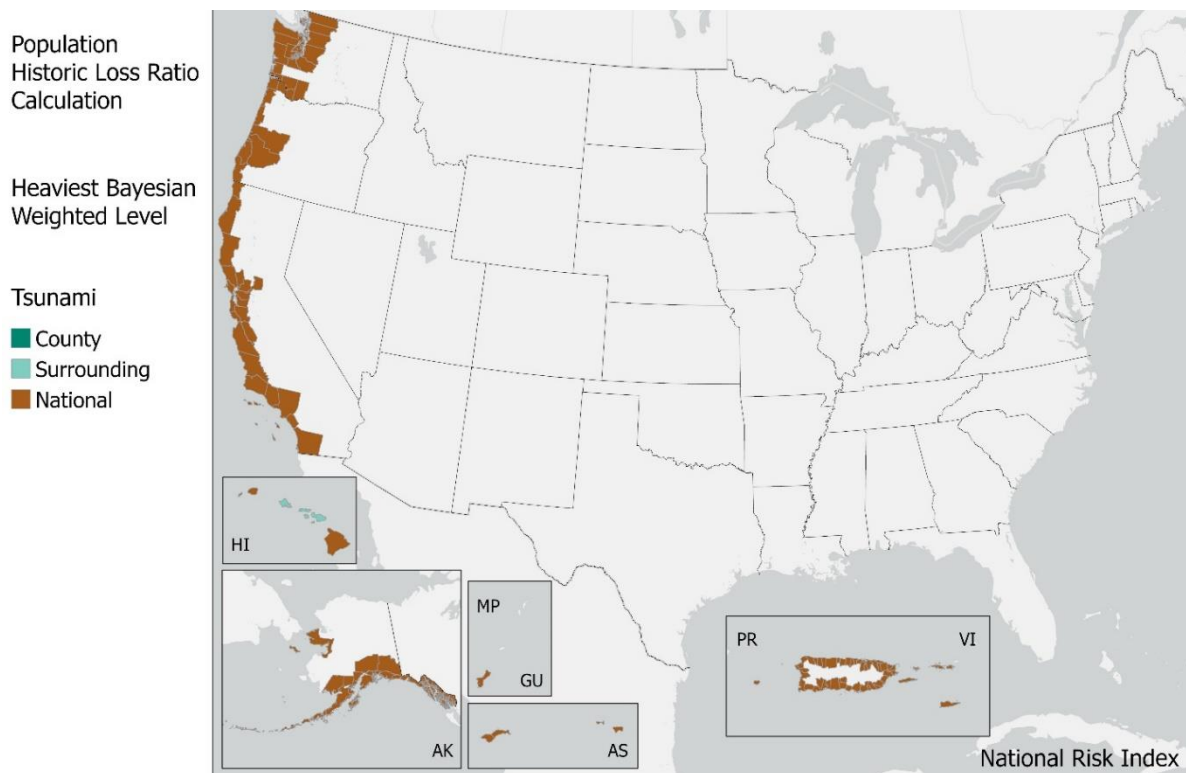 Population
Historic Loss Ratio
Calculation
Heaviest Bayesian
Weighted Level
Tsunami
County
Surrounding
National
HI
AK
MP
GU
AS
PR
VI
National Risk Index